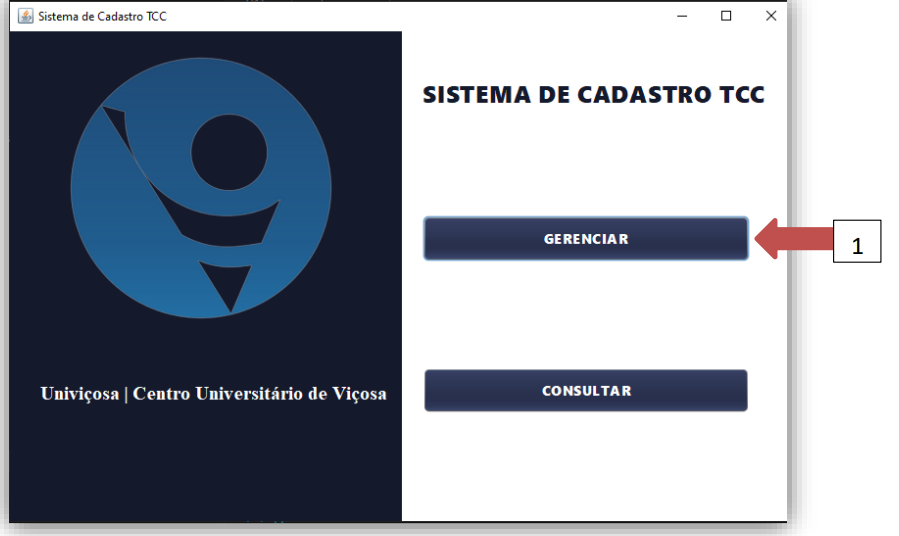 Sistema de Cadastro TCC
SISTEMA DE CADASTRO TCC
GERENCIAR
1
Univiçosa | Centro Universitário de Viçosa
CONSULTAR